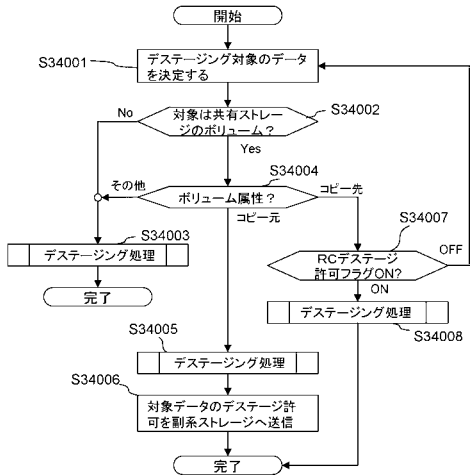 開始
S34001
デステージング対象のデータ
を決定する
S34002
対象は共有ストレー
ジのボリューム？
No
Yes
S34004
ボリューム属性？
その他
コピー元
コピー先
S34003
デステージング処理
完了
S34007
RCデステージ
許可フラグON?
OFF
ON
デステージング処理
S34008
S34005
デステージング処理
S34006
対象データのデステージ許
可を副系ストレージへ送信
完了